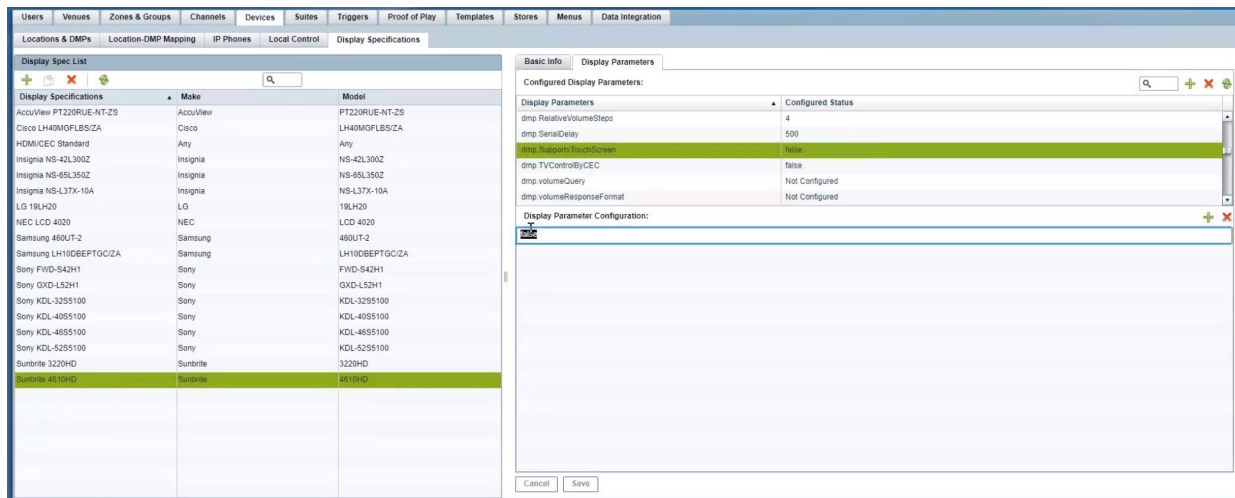 Users Venues Zones & Groups Channels Devices Suites Triggers Proof of Play Templates Stores Menus Data Integration
Locations & DMPs Location-DMP Mapping IP Phones Local Control Display Specifications
Display Spec List
Display Specifications Make Model
AccuView PT220RUE-NT-ZS AccuView PT220RUE-NT-ZS
Cisco LH40MGFLBS/ZA Cisco LH40MGFLBS/ZA
HDMI/CEC Standard Any Any
Insignia NS-42L300Z Insignia NS-42L300Z
Insignia NS-65L350Z Insignia NS-65L350Z
Insignia NS-L37X-10A Insignia NS-L37X-10A
LG 19LH20 LG 19LH20
NEC LCD 4020 NEC LCD 4020
Samsung 460UT-2 Samsung 460UT-2
Samsung LH10DBEPTGC/ZA Samsung LH10DBEPTGC/ZA
Sony FWD-S42H1 Sony FWD-S42H1
Sony GXD-L52H1 Sony GXD-L52H1
Sony KDL-32S5100 Sony KDL-32S5100
Sony KDL-40S5100 Sony KDL-40S5100
Sony KDL-46S5100 Sony KDL-46S5100
Sony KDL-52S5100 Sony KDL-52S5100
Sunbrite 3220HD Sunbrite 3220HD
Sunbrite 4610HD Sunbrite 4610HD
Basic Info Display Parameters
Configured Display Parameters:
Display Parameters Configured Status
dmp.RelativeVolumeSteps 4
dmp.SerialDelay 500
dmp.SupportsTouchScreen false
dmp.TVControlByCEC false
dmp.volumeQuery Not Configured
dmp.volumeResponseFormat Not Configured
Display Parameter Configuration:
false
Cancel Save